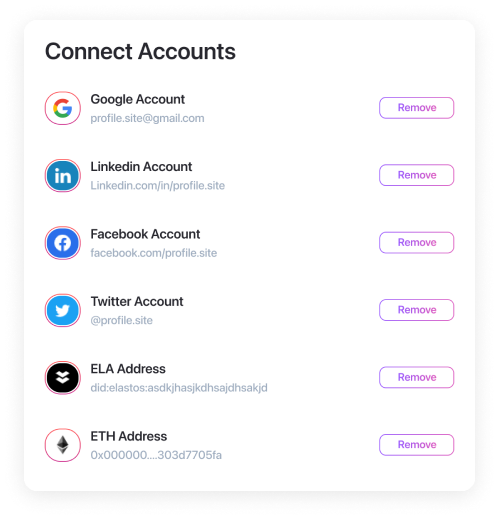 Connect Accounts
Google Account
profile.site@gmail.com
Remove
Linkedin Account
Linkedin.com/in/profile.site
Remove
Facebook Account
facebook.com/profile.site
Remove
Twitter Account
@profile.site
Remove
ELA Address
did:elastos:asdkjhasjkdhsajdhsakjd
Remove
ETH Address
0x000000....303d7705fa
Remove